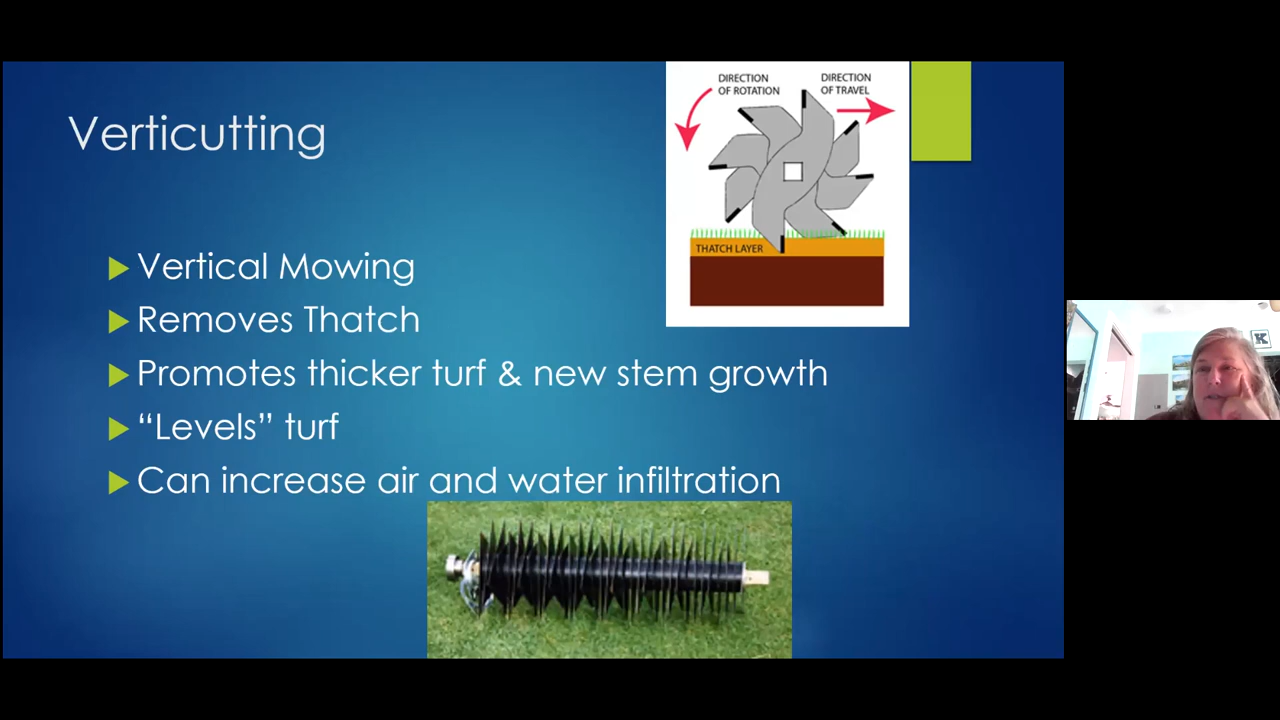 Verticutting
DIRECTION
OF ROTATION
DIRECTION
OF TRAVEL
THATCH LAYER
Vertical Mowing
Removes Thatch
Promotes thicker turf & new stem growth
“Levels” turf
Can increase air and water infiltration
K